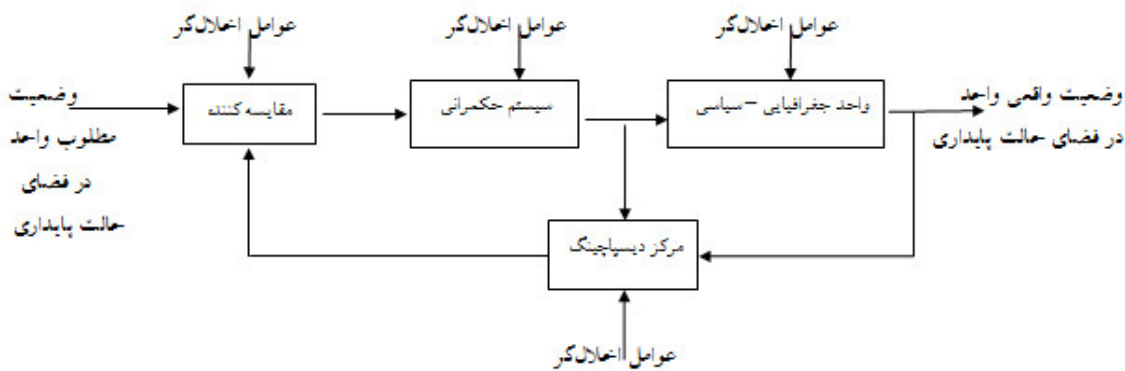 عوامل اخلال‌گر
عوامل اخلال‌گر
عوامل اخلال‌گر
وضعیت
مطلوب واحد
در فضای
حالت پایداری
مقایسه کننده
سیستم حکمرانی
واحد جغرافیایی – سیاسی
وضعیت واقعی واحد
در فضای حالت پایداری
مرکز دیسپاچینگ
عوامل اخلال‌گر